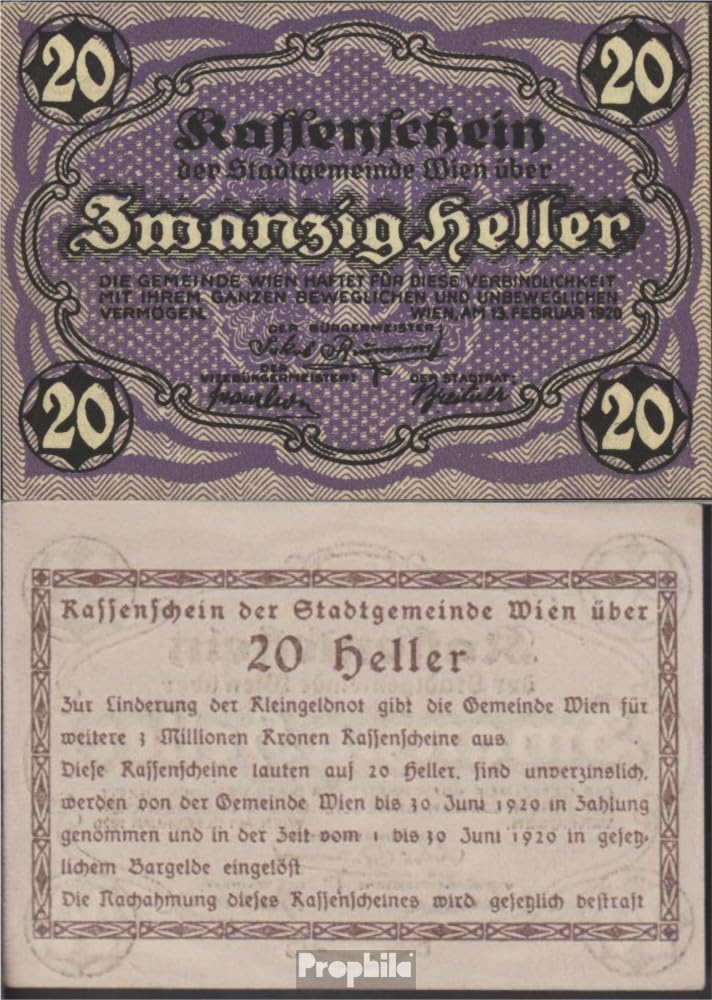 20 20
Kassenschein
der Stadtgemeinde Wien über
Zwanzig Heller
DIE GEMEINDE WIEN HAFTET FÜR DIESE VERBINDLICHKEIT
MIT IHREM GANZEN BEWEGLICHEN UND UNBEWEGLICHEN
VERMÖGEN. WIEN, AM 13. FEBRUAR 1920
DER BÜRGERMEISTER:
DER
VIZEBÜRGERMEISTER: DER STADTRAT:
20 20
Kaſſenſchein der Stadtgemeinde Wien über
20 Heller
Zur Linderung der Kleingeldnot gibt die Gemeinde Wien für
weitere 3 Millionen Kronen Kaſſenſcheine aus.
Dieſe Kaſſenſcheine lauten auf 20 Heller, ſind unverzinslich,
werden von der Gemeinde Wien bis 30 Juni 1920 in Zahlung
genommen und in der Zeit vom 1 bis 30 Juni 1920 in geſetz-
lichem Bargelde eingelöſt
Die Nachahmung dieſes Kaſſenſcheines wird geſetzlich beſtraft
Prophila